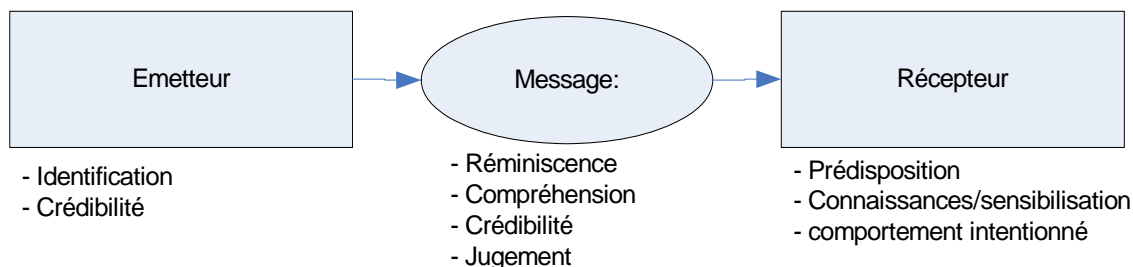 Emetteur
- Identification
- Crédibilité
Message:
- Réminiscence
- Compréhension
- Crédibilité
- Jugement
Récepteur
- Prédisposition
- Connaissances/sensibilisation
- comportement intentionné